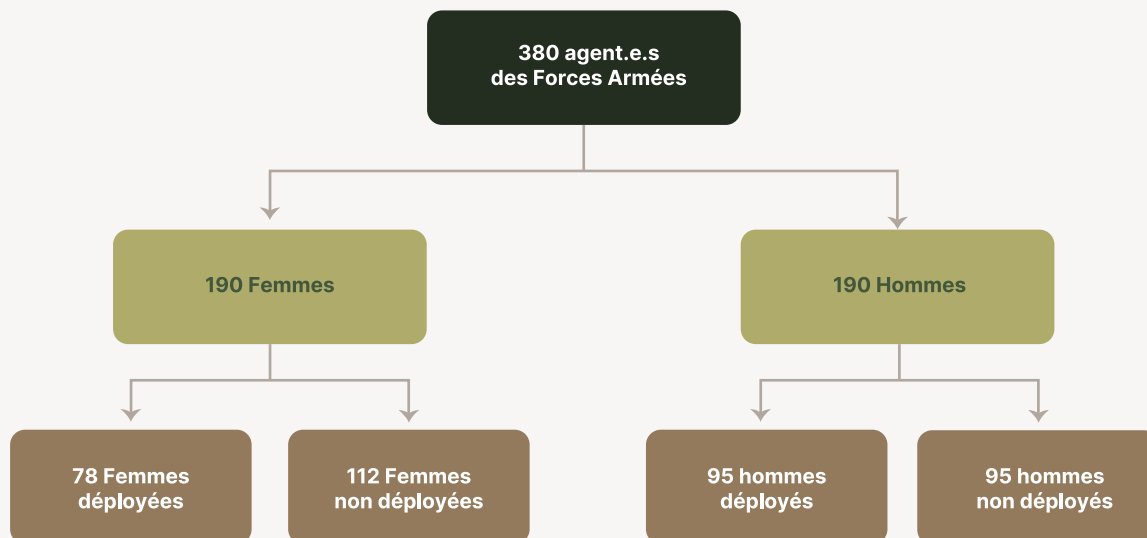 380 agent.e.s
des Forces Armées
190 Femmes
190 Hommes
78 Femmes
déployées
112 Femmes
non déployées
95 hommes
déployés
95 hommes
non déployés